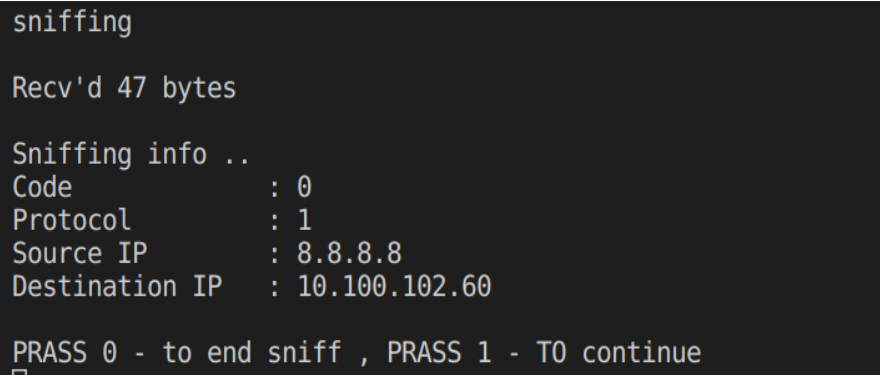 sniffing
Recv'd 47 bytes
Sniffing info ..
Code : 0
Protocol : 1
Source IP : 8.8.8.8
Destination IP : 10.100.102.60
PRASS 0 - to end sniff , PRASS 1 - TO continue